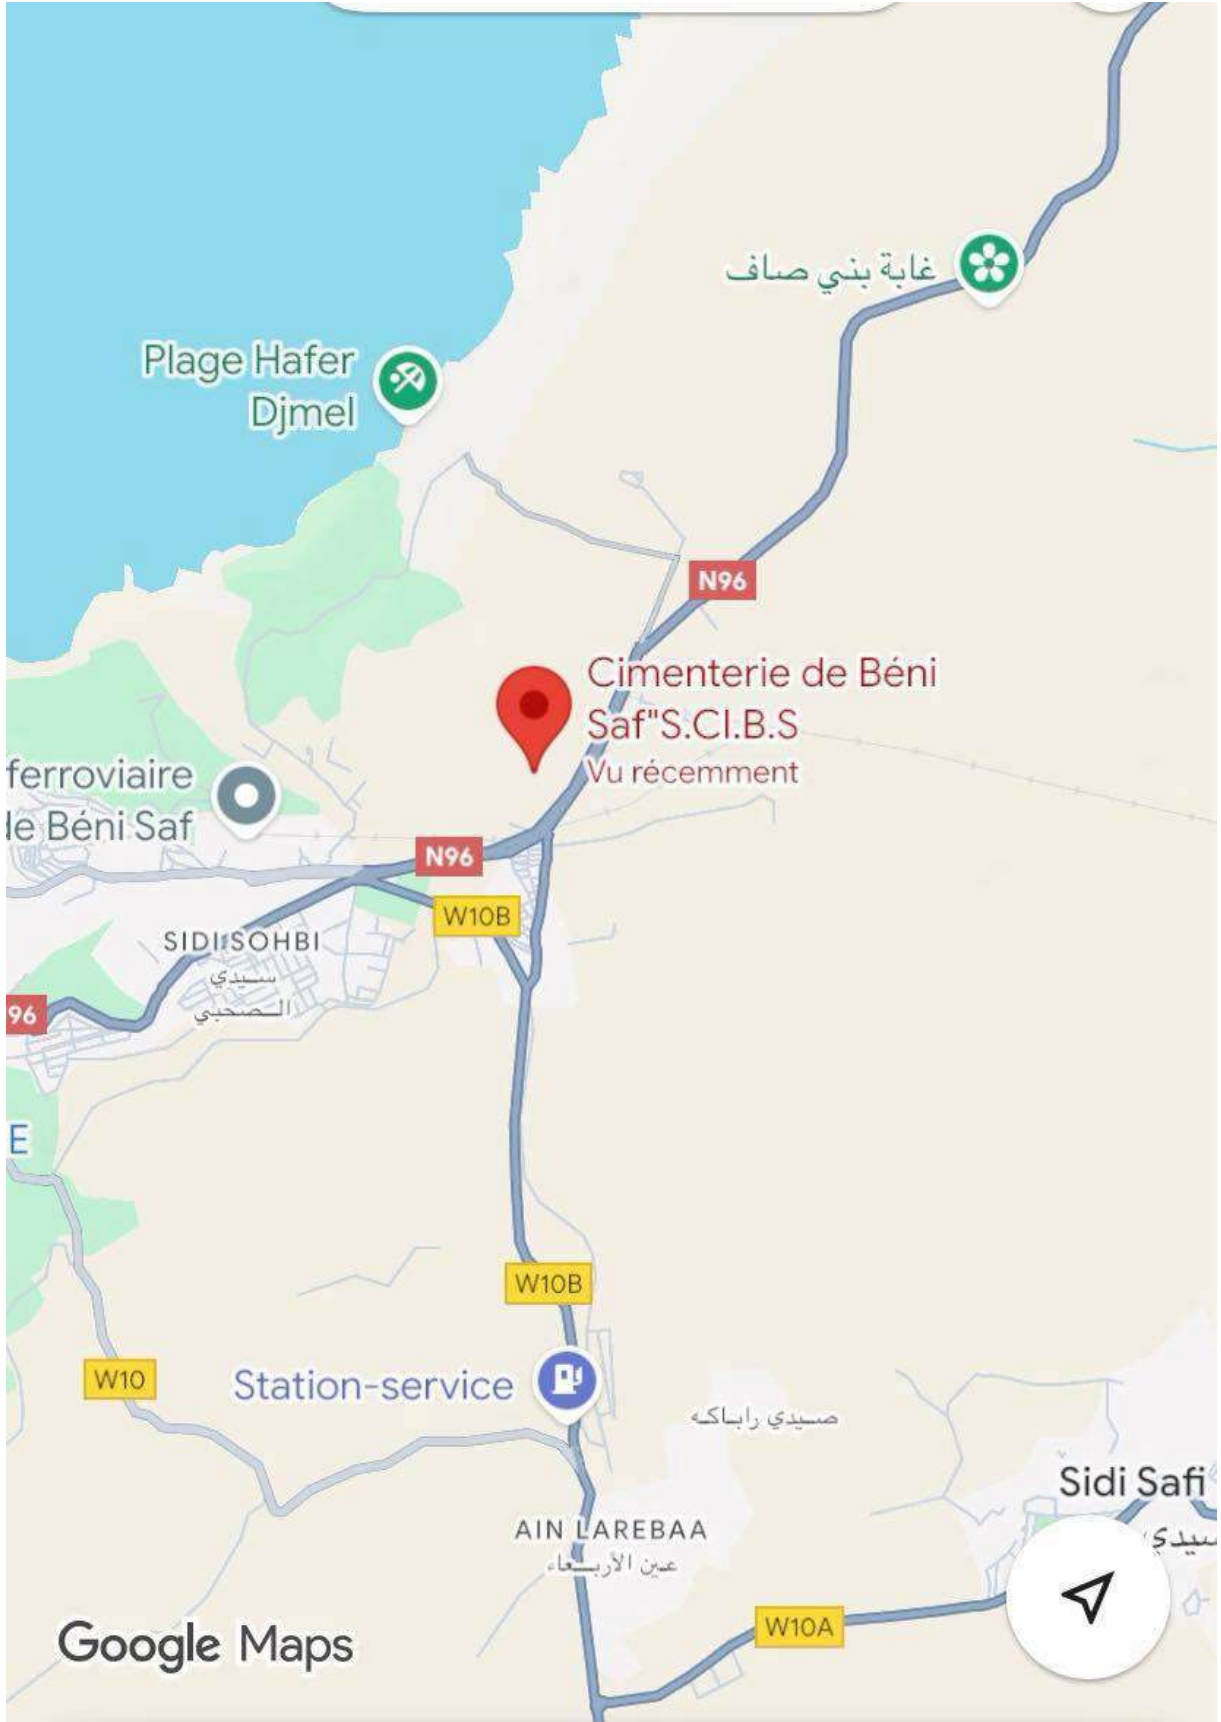 غابة بني صاف
Plage Hafer
Djmel
N96
Cimenterie de Béni
Saf"S.CI.B.S
Vu récemment
ferroviaire
de Béni Saf
N96
W10B
SIDI SOHBI
سيدي
الصحبي
96
E
W10B
W10
Station-service
صيدي راباكه
Sidi Safi
سيدي
AIN LAREBAA
عين الأربعاء
W10A
Google Maps